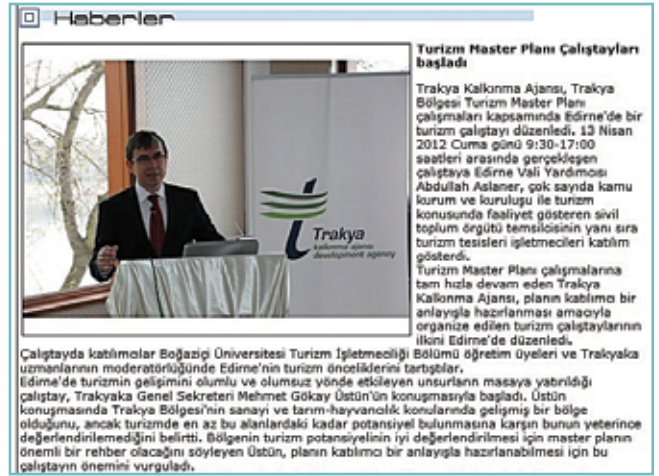 Haberler
Turizm Master Planı Çalıştayları
başladı
Trakya Kalkınma Ajansı, Trakya
Bölgesi Turizm Master Planı
çalışmaları kapsamında Edirne'de bir
turizm çalıştayı düzenledi. 13 Nisan
2012 Cuma günü 9:30-17:00
saatleri arasında gerçekleşen
çalıştaya Edirne Vali Yardımcısı
Abdullah Aslaner, çok sayıda kamu
kurum ve kuruluşu ile turizm
konusunda faaliyet gösteren sivil
toplum örgütü temsilcisinin yanı sıra
turizm tesisleri işletmecileri katılım
gösterdi.
Turizm Master Planı çalışmalarına
tam hızla devam eden Trakya
Kalkınma Ajansı, planın katılımcı bir
anlayışla hazırlanması amacıyla
organize edilen turizm çalıştaylarının
ilkini Edirne'de düzenledi.
Trakya
kalkınma ajansı
development agency
Çalıştayda katılımcılar Boğaziçi Üniversitesi Turizm İşletmeciliği Bölümü öğretim üyeleri ve Trakyaka
uzmanlarının moderatörlüğünde Edirne'nin turizm önceliklerini tartıştılar.
Edirne'de turizmin gelişimini olumlu ve olumsuz yönde etkileyen unsurların masaya yatırıldığı
çalıştay, Trakyaka Genel Sekreteri Mehmet Gökay Üstün'ün konuşmasıyla başladı. Üstün
konuşmasında Trakya Bölgesi'nin sanayi ve tarım-hayvancılık konularında gelişmiş bir bölge
olduğunu, ancak turizmde en az bu alanlardaki kadar potansiyel bulunmasına karşın bunun yeterince
değerlendirilemediğini belirtti. Bölgenin turizm potansiyelinin iyi değerlendirilmesi için master planın
önemli bir rehber olacağını söyleyen Üstün, planın katılımcı bir anlayışla hazırlanabilmesi için bu
çalıştayın önemini vurguladı.